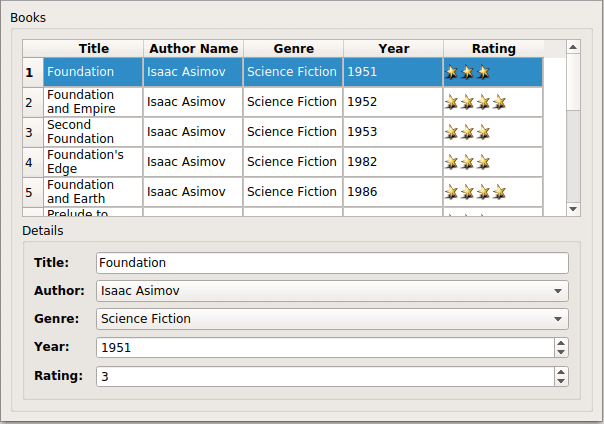 Books
Title Author Name Genre Year Rating
1 Foundation Isaac Asimov Science Fiction 1951
2 Foundation and Empire Isaac Asimov Science Fiction 1952
3 Second Foundation Isaac Asimov Science Fiction 1953
4 Foundation's Edge Isaac Asimov Science Fiction 1982
5 Foundation and Earth Isaac Asimov Science Fiction 1986
Prelude to
Details
Title: Foundation
Author: Isaac Asimov
Genre: Science Fiction
Year: 1951
Rating: 3